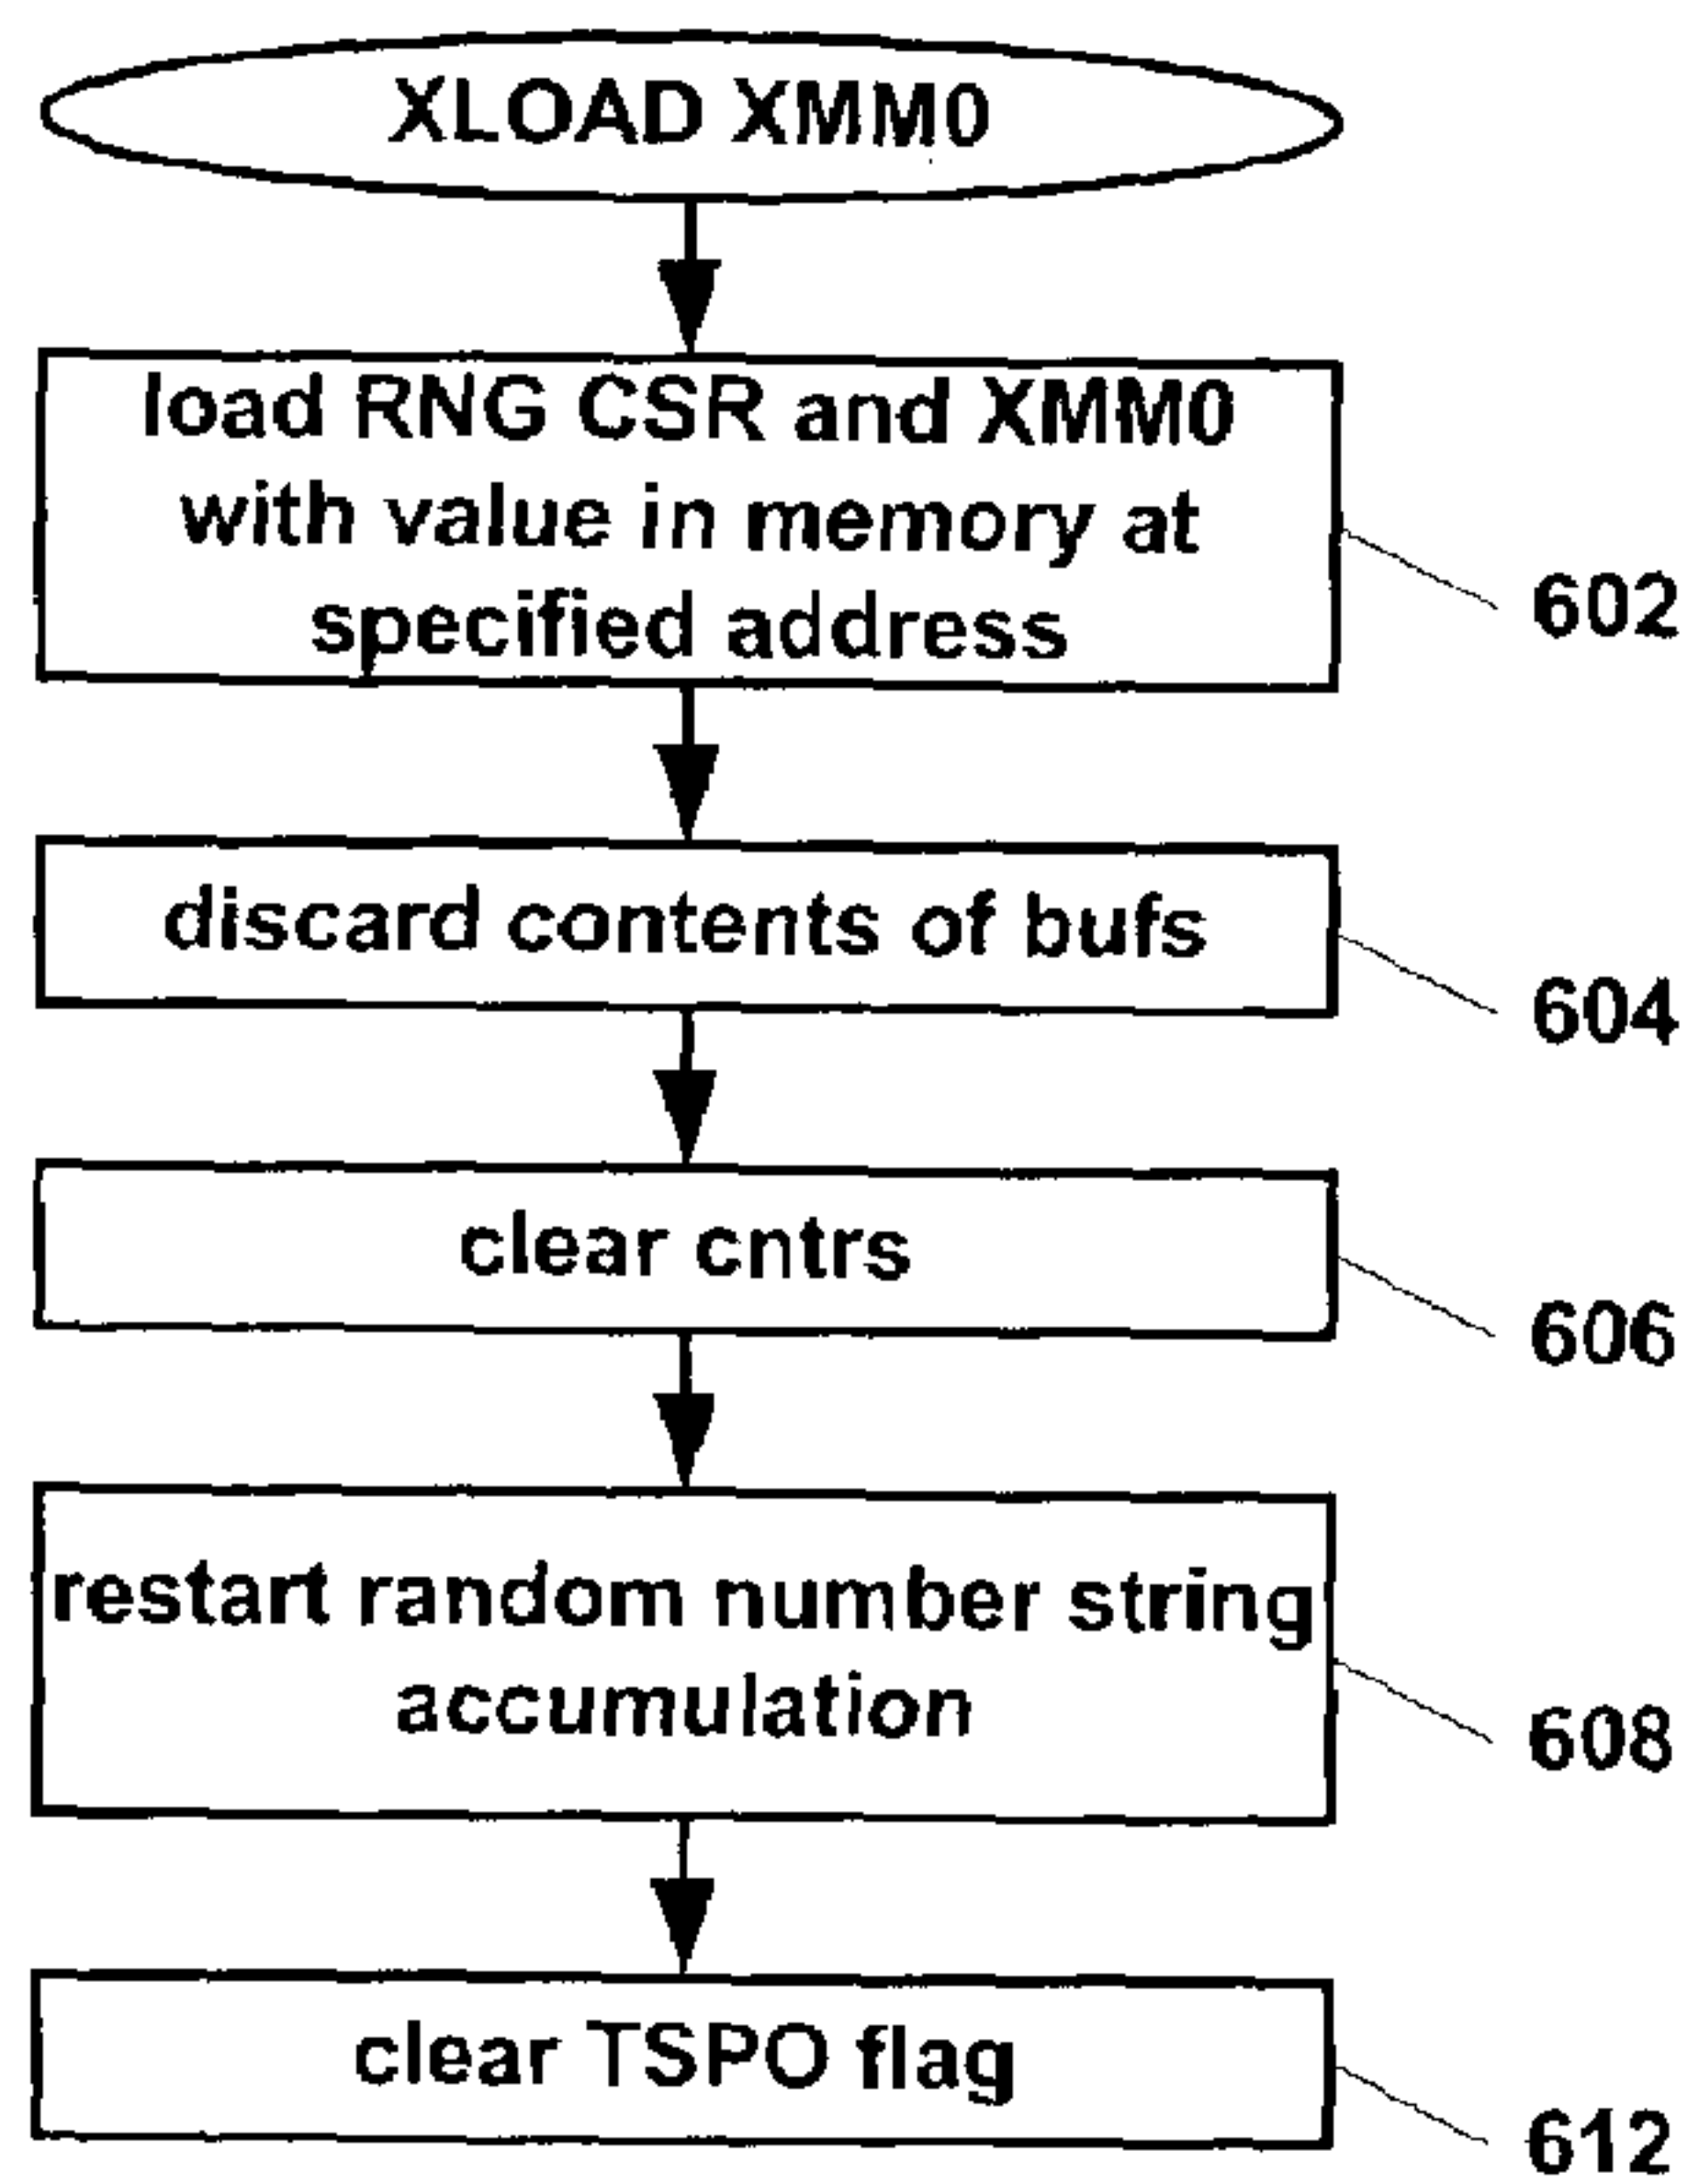 XLOAD XMM0
load RNG CSR and XMM0
with value in memory at
specified address
602
discard contents of bufs
604
clear cntrs
606
restart random number string
accumulation
608
clear TSPO flag
612